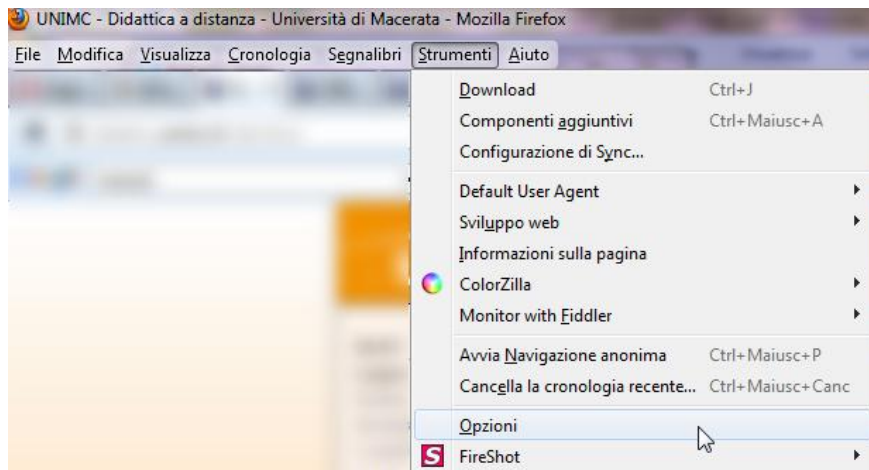 UNIMC - Didattica a distanza - Università di Macerata - Mozilla Firefox
File Modifica Visualizza Cronologia Segnalibri Strumenti Aiuto
Download Ctrl+J
Componenti aggiuntivi Ctrl+Maiusc+A
Configurazione di Sync...
Default User Agent
Sviluppo web
Informazioni sulla pagina
ColorZilla
Monitor with Fiddler
Avvia Navigazione anonima Ctrl+Maiusc+P
Cancella la cronologia recente... Ctrl+Maiusc+Canc
Opzioni
S FireShot